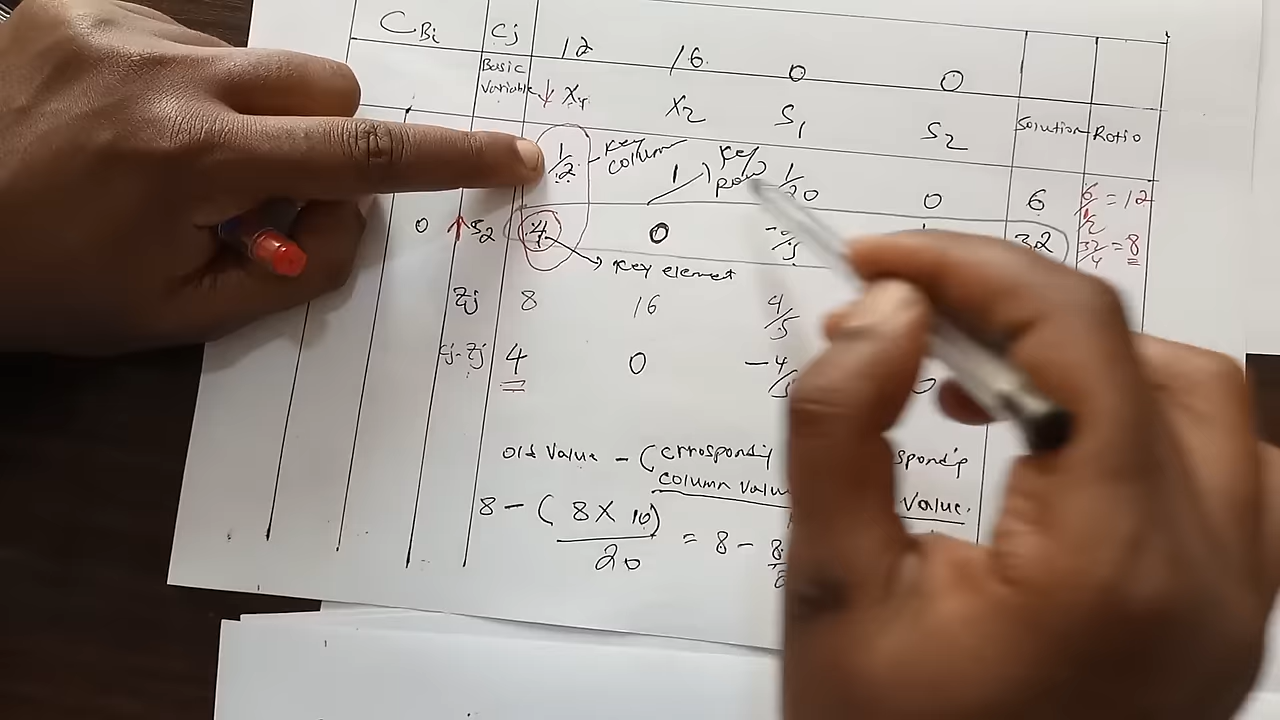 CBi Cj 12 16 0 0
Basic Variable X1 X2 S1 S2 Solution Ratio
1/2 Key column 1 Key row 1/20 0 6 6/1/2 = 12
0 S2 4 0 32 32/4 = 8
Key element
Zj 8 16 4/5
Cj-Zj 4 0 -4/5 0
Old Value - (
column
Value.
8 - (8 X 10)/20 = 8 - 8